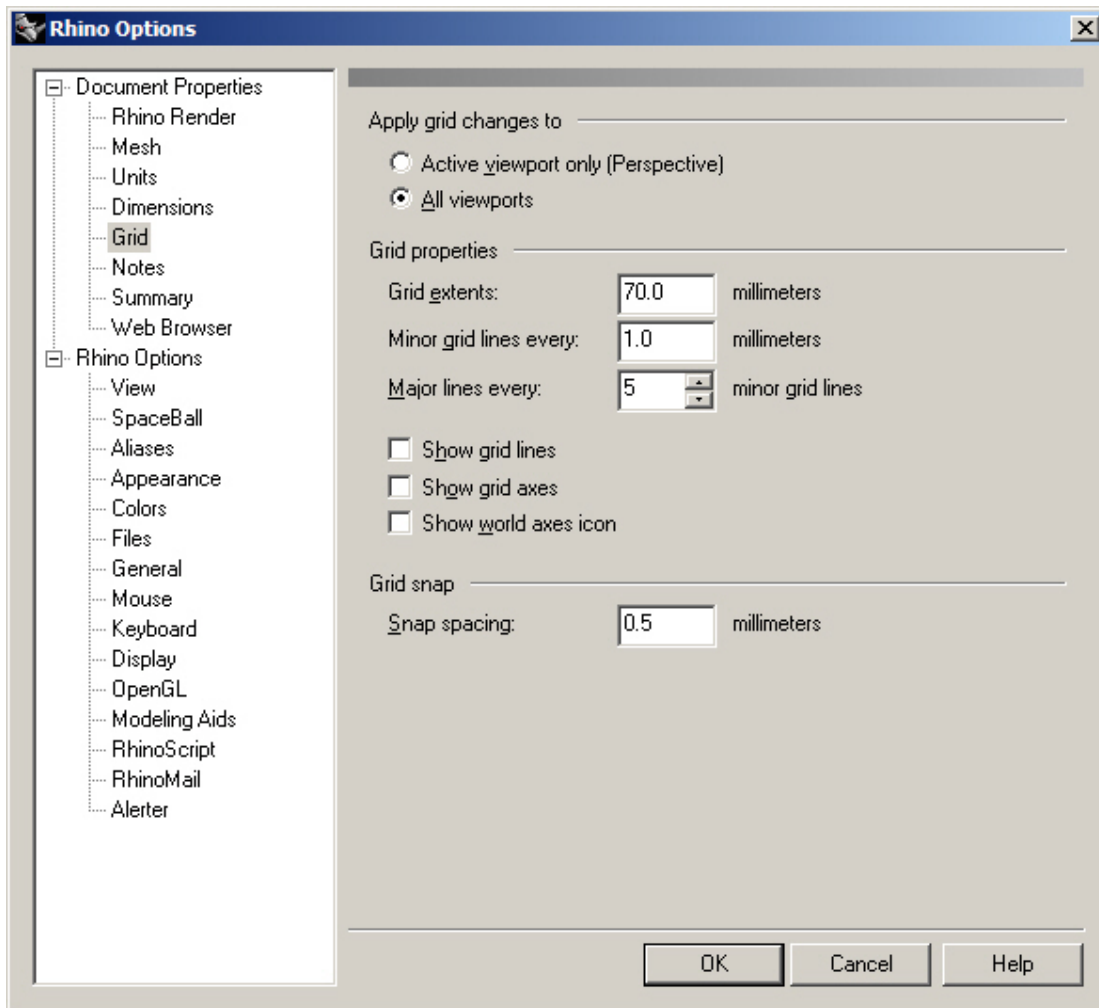 Rhino Options
Document Properties
Rhino Render
Mesh
Units
Dimensions
Grid
Notes
Summary
Web Browser
Rhino Options
View
SpaceBall
Aliases
Appearance
Colors
Files
General
Mouse
Keyboard
Display
OpenGL
Modeling Aids
RhinoScript
RhinoMail
Alerter
Apply grid changes to
Active viewport only (Perspective)
All viewports
Grid properties
Grid extents: 70.0 millimeters
Minor grid lines every: 1.0 millimeters
Major lines every: 5 minor grid lines
Show grid lines
Show grid axes
Show world axes icon
Grid snap
Snap spacing: 0.5 millimeters
OK Cancel Help